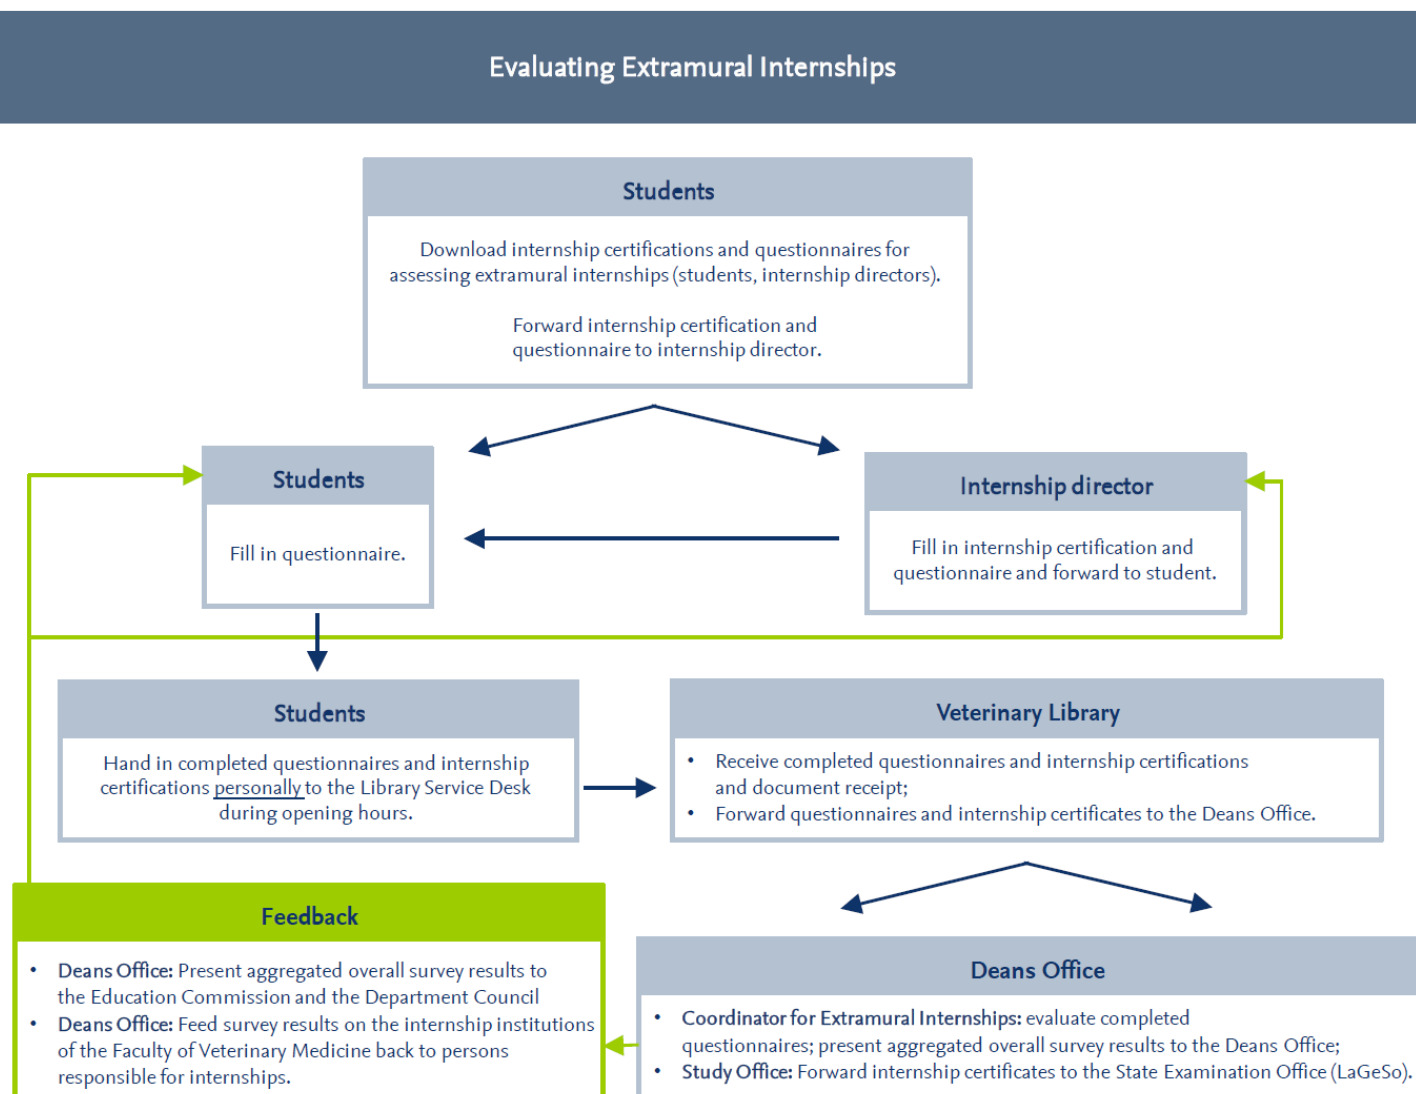 Evaluating Extramural Internships
Students
Download internship certifications and questionnaires for
assessing extramural internships (students, internship directors).
Forward internship certification and
questionnaire to internship director.
Students
Fill in questionnaire.
Internship director
Fill in internship certification and
questionnaire and forward to student.
Students
Hand in completed questionnaires and internship
certifications personally to the Library Service Desk
during opening hours.
Veterinary Library
• Receive completed questionnaires and internship certifications
and document receipt;
• Forward questionnaires and internship certificates to the Deans Office.
Feedback
• Deans Office: Present aggregated overall survey results to
the Education Commission and the Department Council
• Deans Office: Feed survey results on the internship institutions
of the Faculty of Veterinary Medicine back to persons
responsible for internships.
Deans Office
• Coordinator for Extramural Internships: evaluate completed
questionnaires; present aggregated overall survey results to the Deans Office;
• Study Office: Forward internship certificates to the State Examination Office (LaGeSo).